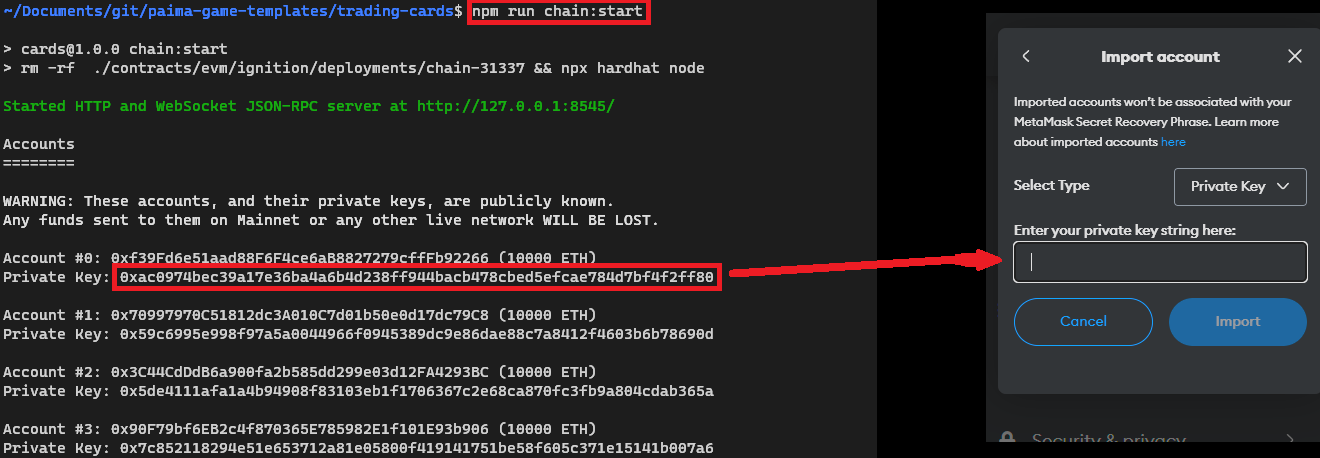 ~/Documents/git/paima-game-templates/trading-cards$ npm run chain:start
> cards@1.0.0 chain:start
> rm -rf  ./contracts/evm/ignition/deployments/chain-31337 && npx hardhat node
Started HTTP and WebSocket JSON-RPC server at http://127.0.0.1:8545/
Accounts
========
WARNING: These accounts, and their private keys, are publicly known.
Any funds sent to them on Mainnet or any other live network WILL BE LOST.
Account #0: 0xf39Fd6e51aad88F6F4ce6aB8827279cffFb92266 (10000 ETH)
Private Key: 0xac0974bec39a17e36ba4a6b4d238ff944bacb478cbed5efcae784d7bf4f2ff80
Account #1: 0x70997970C51812dc3A010C7d01b50e0d17dc79C8 (10000 ETH)
Private Key: 0x59c6995e998f97a5a0044966f0945389dc9e86dae88c7a8412f4603b6b78690d
Account #2: 0x3C44CdDdB6a900fa2b585dd299e03d12FA4293BC (10000 ETH)
Private Key: 0x5de4111afa1a4b94908f83103eb1f1706367c2e68ca870fc3fb9a804cdab365a
Account #3: 0x90F79bf6EB2c4f870365E785982E1f101E93b906 (10000 ETH)
Private Key: 0x7c852118294e51e653712a81e05800f419141751be58f605c371e15141b007a6
Import account
Imported accounts won't be associated with your
MetaMask Secret Recovery Phrase. Learn more
about imported accounts here
Select Type
Private Key
Enter your private key string here:
Cancel
Import
Security & privacy